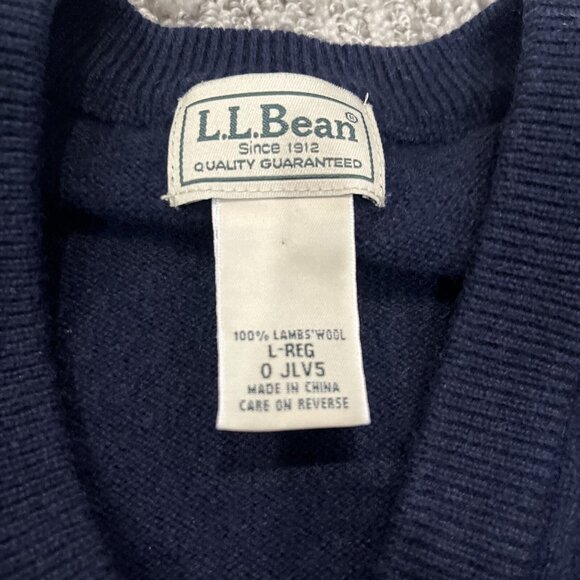 L.L.Bean®
Since 1912
QUALITY GUARANTEED
100% LAMBS' WOOL
L-REG
0 JLV5
MADE IN CHINA
CARE ON REVERSE